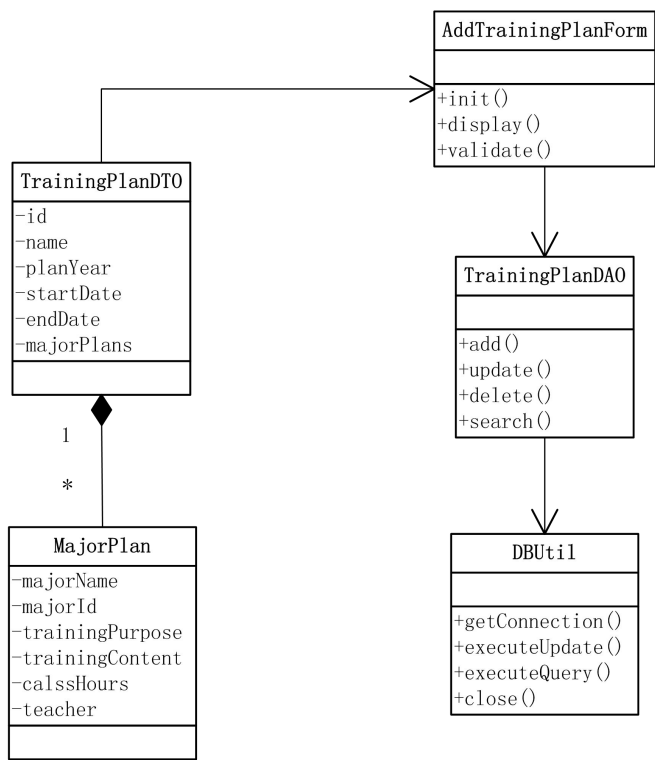 AddTrainingPlanForm
+init()
+display()
+validate()
TrainingPlanDTO
-id
-name
-planYear
-startDate
-endDate
-majorPlans
TrainingPlanDAO
+add()
+update()
+delete()
+search()
1
*
MajorPlan
-majorName
-majorId
-trainingPurpose
-trainingContent
-calssHours
-teacher
DBUtil
+getConnection()
+executeUpdate()
+executeQuery()
+close()